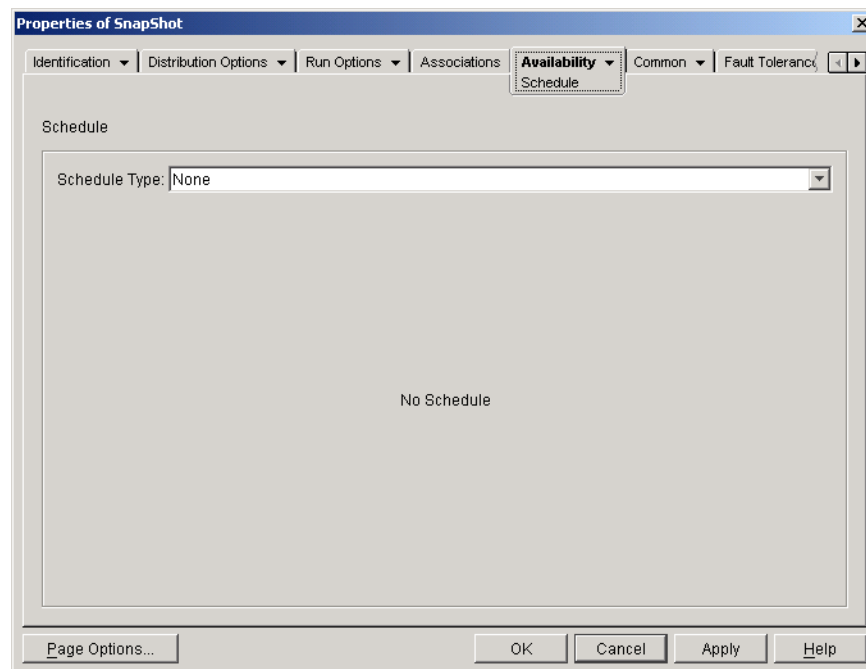 Properties of SnapShot
Identification
Distribution Options
Run Options
Associations
Availability
Common
Schedule
Schedule
Schedule Type: None
No Schedule
Page Options...
OK
Cancel
Apply
Help